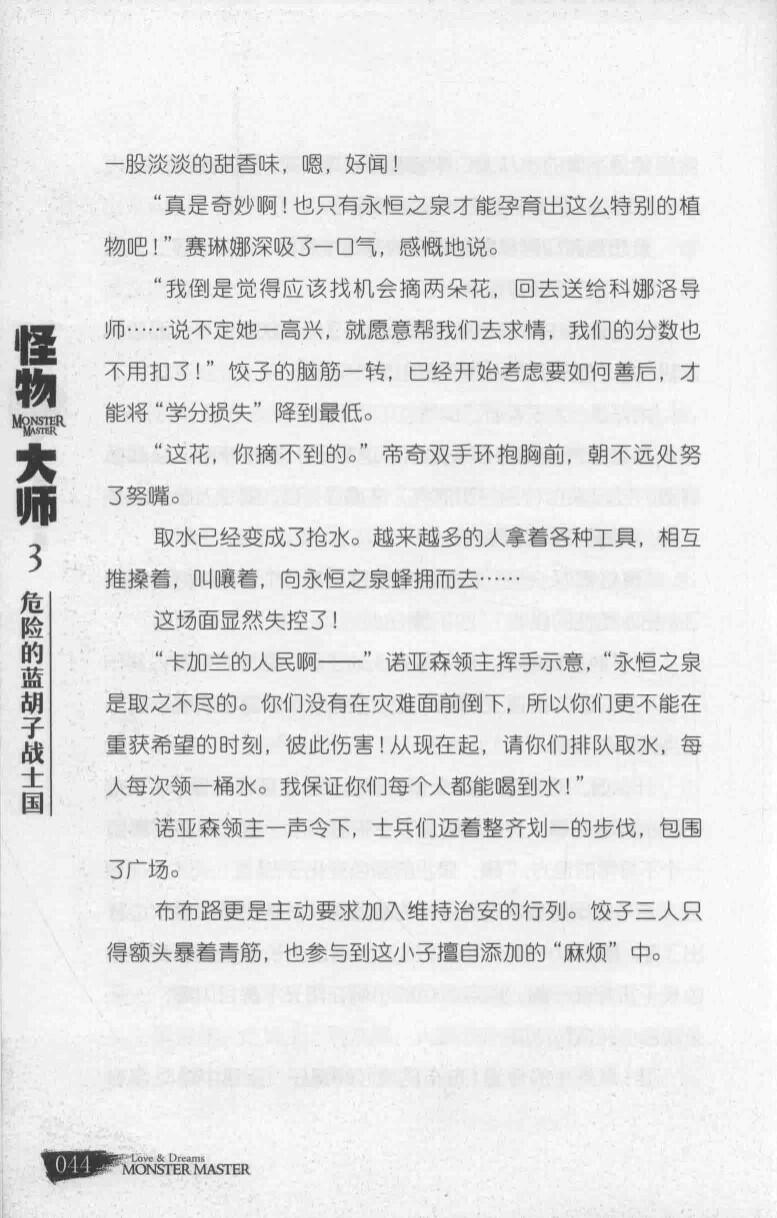 一股淡淡的甜香味，嗯，好闻！
“真是奇妙啊！也只有永恒之泉才能孕育出这么特别的植
物吧！”赛琳娜深吸了一口气，感慨地说。
“我倒是觉得应该找机会摘两朵花，回去送给科娜洛导
师……说不定她一高兴，就愿意帮我们去求情，我们的分数也
不用扣了！”饺子的脑筋一转，已经开始考虑要如何善后，才
能将“学分损失”降到最低。
“这花，你摘不到的。”帝奇双手环抱胸前，朝不远处努
了努嘴。
取水已经变成了抢水。越来越多的人拿着各种工具，相互
推搡着，叫嚷着，向永恒之泉蜂拥而去……
这场面显然失控了！
“卡加兰的人民啊——”诺亚森领主挥手示意，“永恒之泉
是取之不尽的。你们没有在灾难面前倒下，所以你们更不能在
重获希望的时刻，彼此伤害！从现在起，请你们排队取水，每
人每次领一桶水。我保证你们每个人都能喝到水！”
诺亚森领主一声令下，士兵们迈着整齐划一的步伐，包围
了广场。
布布路更是主动要求加入维持治安的行列。饺子三人只
得额头暴着青筋，也参与到这小子擅自添加的“麻烦”中。
怪物大师
MONSTER
MASTER
3
危险的蓝胡子战士国
044
Love & Dreams
MONSTER MASTER